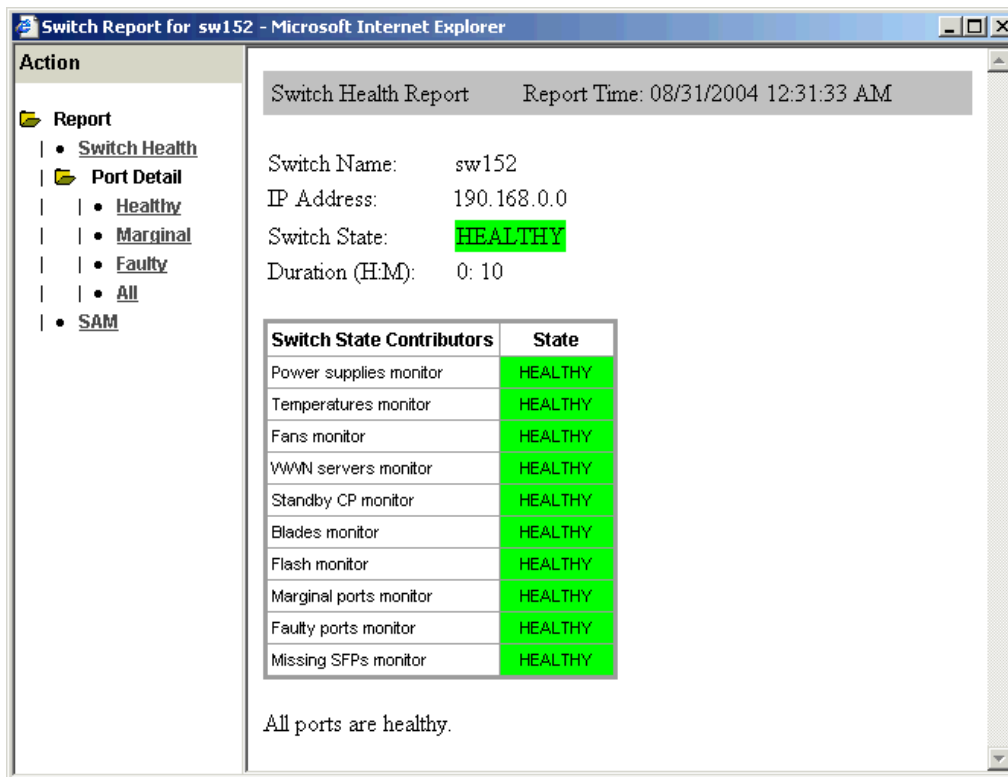 Switch Report for sw152 - Microsoft Internet Explorer
Action
Report
Switch Health
Port Detail
Healthy
Marginal
Faulty
All
SAM
Switch Health Report Report Time: 08/31/2004 12:31:33 AM
Switch Name: sw152
IP Address: 190.168.0.0
Switch State: HEALTHY
Duration (H:M): 0: 10
Switch State Contributors State
Power supplies monitor HEALTHY
Temperatures monitor HEALTHY
Fans monitor HEALTHY
WWN servers monitor HEALTHY
Standby CP monitor HEALTHY
Blades monitor HEALTHY
Flash monitor HEALTHY
Marginal ports monitor HEALTHY
Faulty ports monitor HEALTHY
Missing SFPs monitor HEALTHY
All ports are healthy.